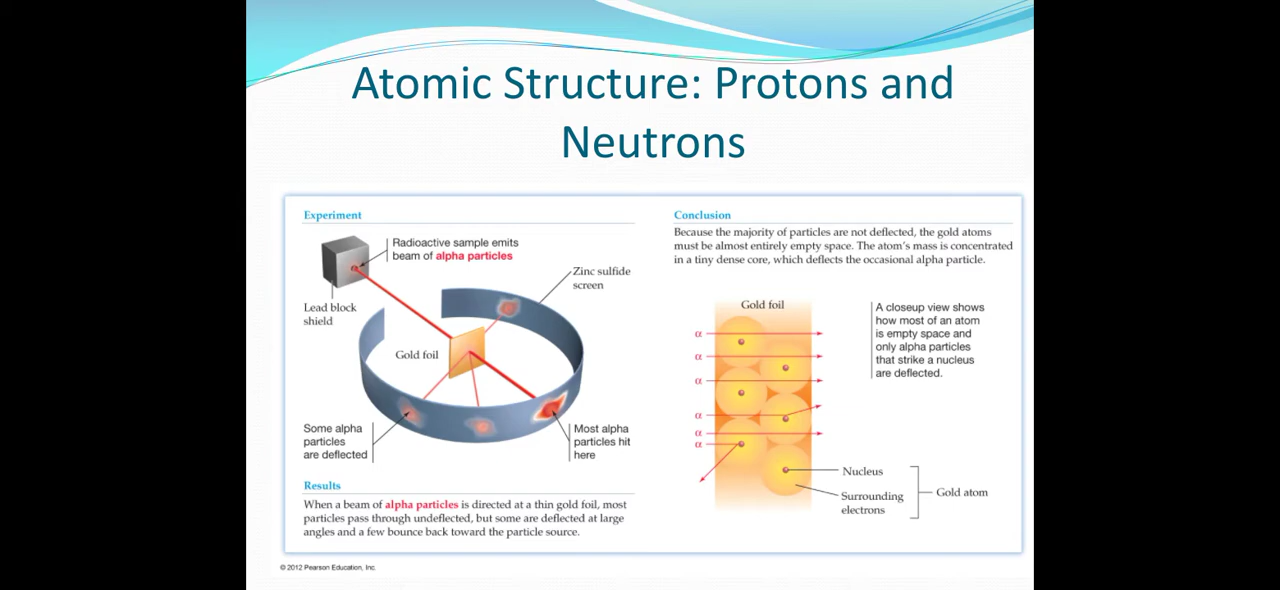 Atomic Structure: Protons and
Neutrons
Experiment
Radioactive sample emits
beam of alpha particles
Zinc sulfide
screen
Lead block
shield
Gold foil
Some alpha
particles
are deflected
Most alpha
particles hit
here
Results
When a beam of alpha particles is directed at a thin gold foil, most
particles pass through undeflected, but some are deflected at large
angles and a few bounce back toward the particle source.
Conclusion
Because the majority of particles are not deflected, the gold atoms
must be almost entirely empty space. The atom's mass is concentrated
in a tiny dense core, which deflects the occasional alpha particle.
Gold foil
α
α
α
α
α
α
A closeup view shows
how most of an atom
is empty space and
only alpha particles
that strike a nucleus
are deflected.
Nucleus
Surrounding
electrons
Gold atom
© 2012 Pearson Education, Inc.